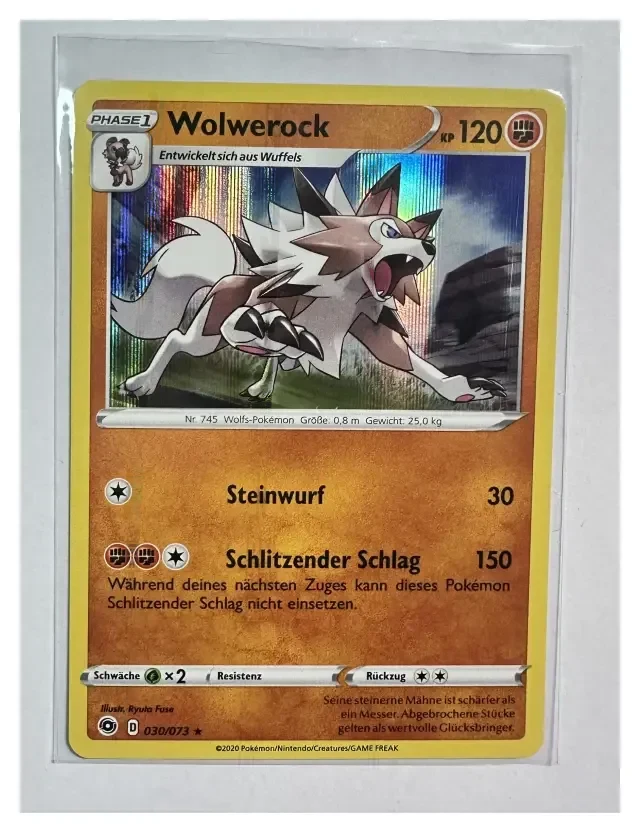 PHASE 1 Wolwerock KP 120
Entwickelt sich aus Wuffels
Nr. 745 Wolfs-Pokémon Größe: 0,8 m Gewicht: 25,0 kg
Steinwurf 30
Schlitzender Schlag 150
Während deines nächsten Zuges kann dieses Pokémon
Schlitzender Schlag nicht einsetzen.
Schwäche ×2 Resistenz Rückzug
Illustr. Ryuta Fuse
D 030/073 ★
Seine steinerne Mähne ist schärfer als
ein Messer. Abgebrochene Stücke
gelten als wertvolle Glücksbringer.
©2020 Pokémon/Nintendo/Creatures/GAME FREAK